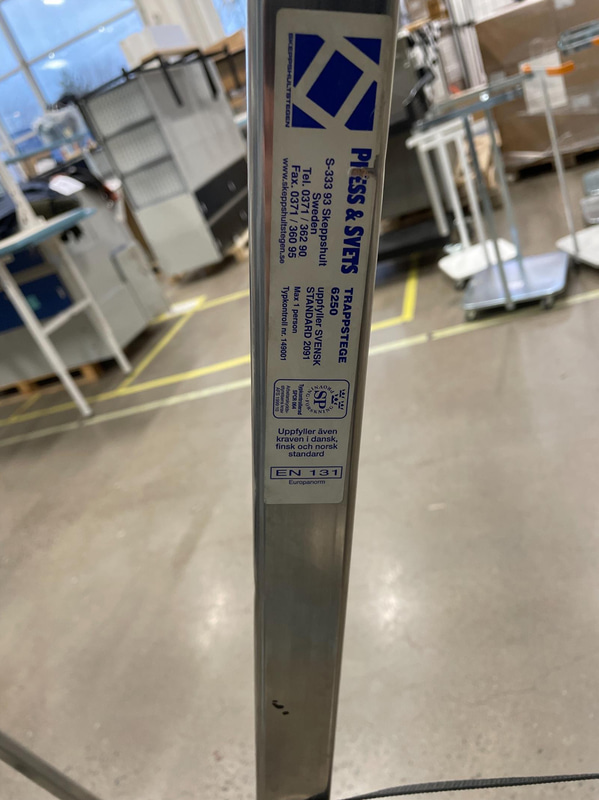 SKEPPSHULTSTEGEN
PRESS & SVETS
S-333 93 Skeppshult
Sweden
Tel. 0371 / 362 90
Fax. 0371 / 360 95
www.skeppshultstegen.se
TRAPPSTEGE
6250
uppfyller SVENSK
STANDARD 2091
Max 1 person
Typkontroll nr. 149001
SP
Uppfyller även
kraven i dansk,
finsk och norsk
standard
EN 131
Europanorm